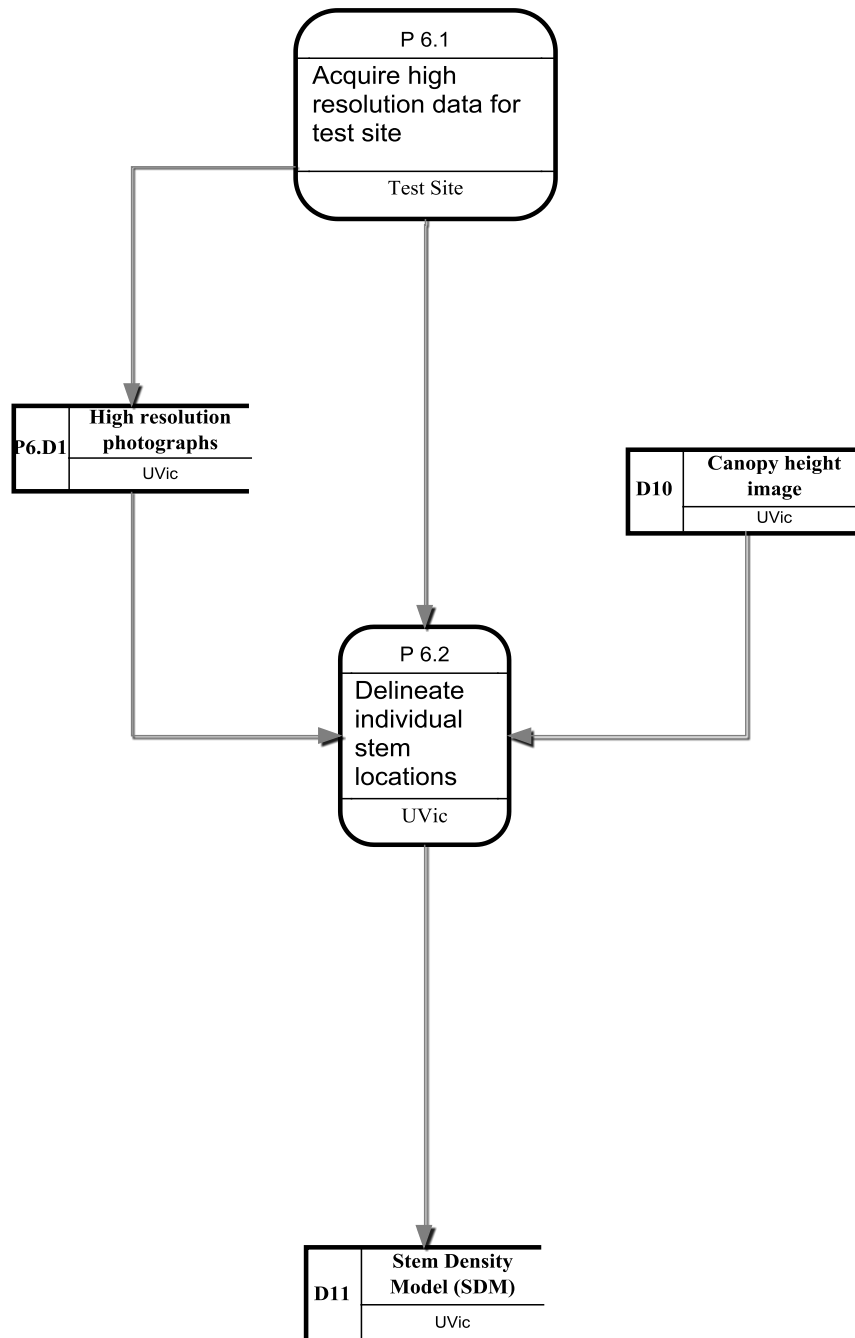 P 6.1
Acquire high
resolution data for
test site
Test Site
P6.D1
High resolution
photographs
UVic
D10
Canopy height
image
UVic
P 6.2
Delineate
individual
stem
locations
UVic
D11
Stem Density
Model (SDM)
UVic